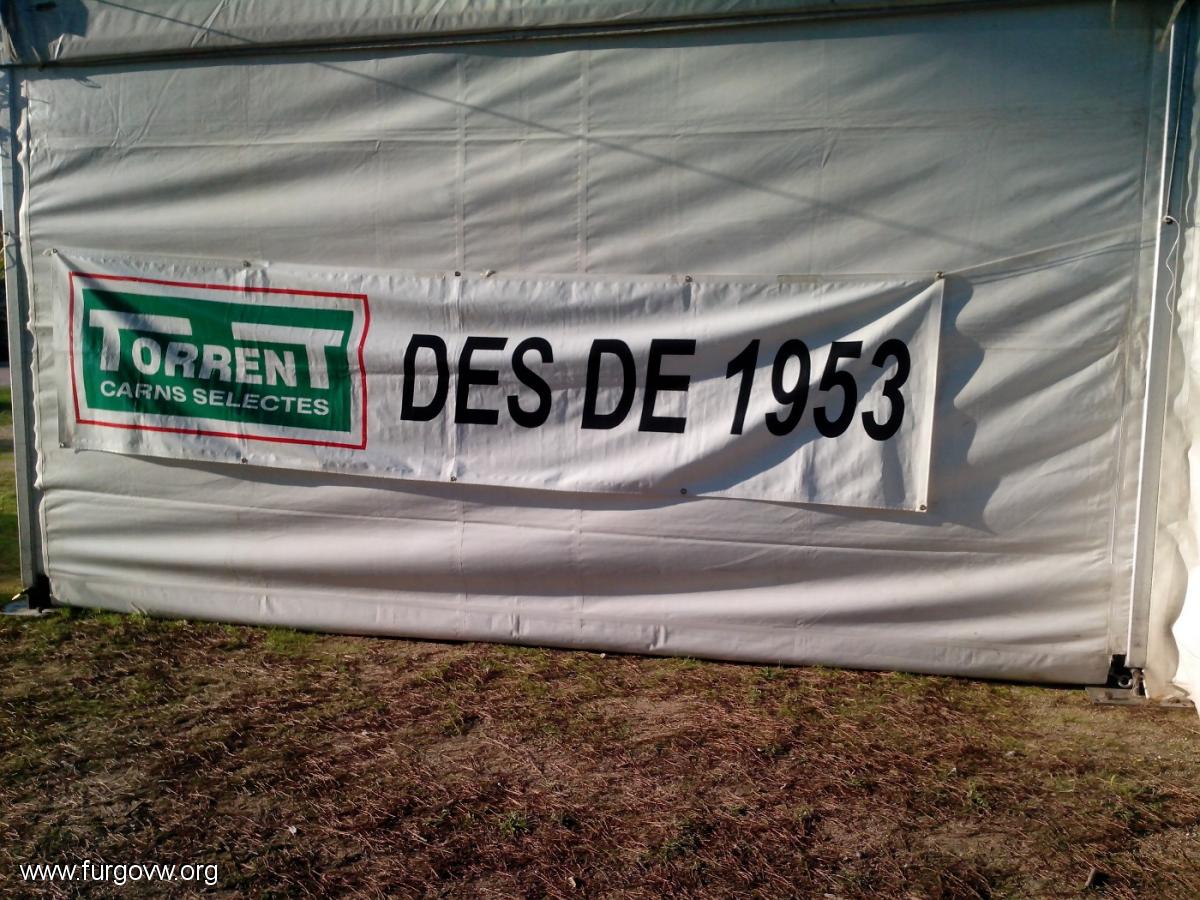 TORRENT
CARNS SELECTES
DES DE 1953
www.furgovw.org